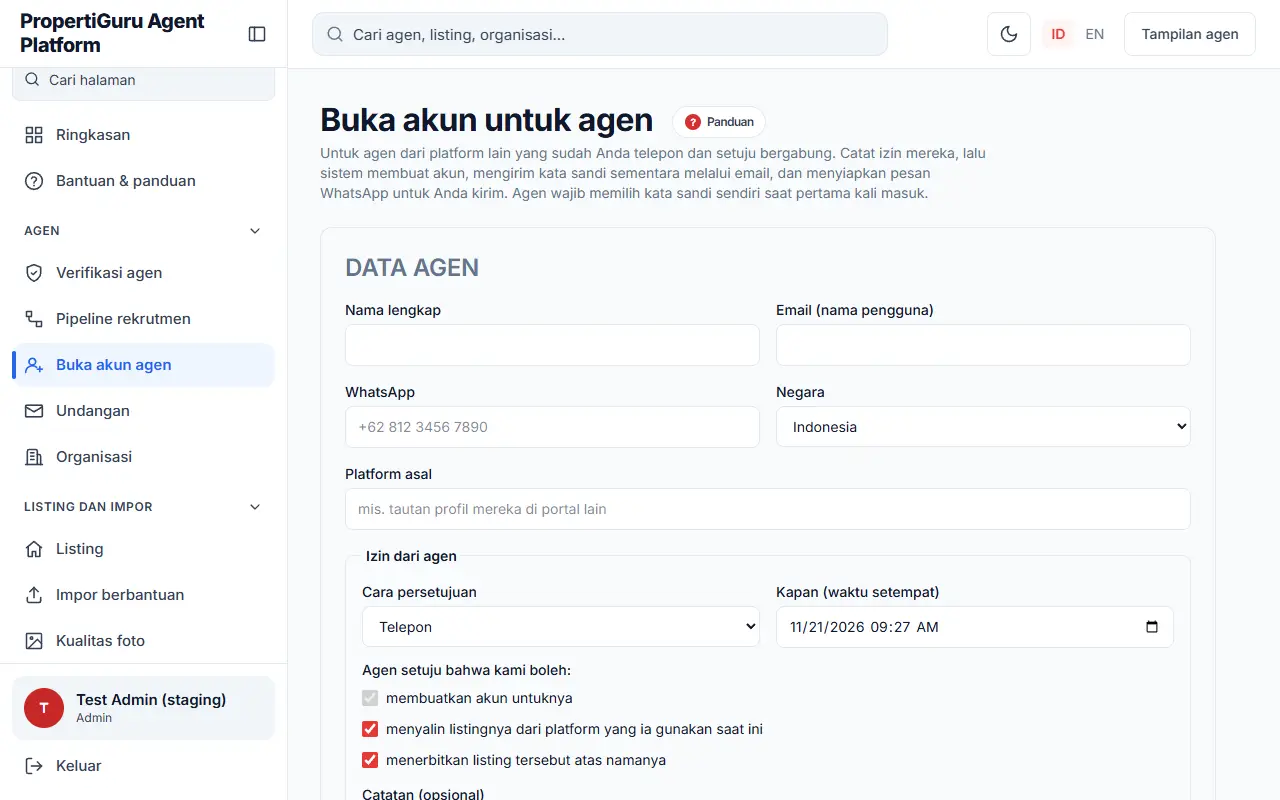 PropertiGuru Agent
Platform
Cari agen, listing, organisasi...
ID
EN
Tampilan agen
Cari halaman
Ringkasan
Bantuan & panduan
AGEN
Verifikasi agen
Pipeline rekrutmen
Buka akun agen
Undangan
Organisasi
LISTING DAN IMPOR
Listing
Impor berbantuan
Kualitas foto
T
Test Admin (staging)
Admin
Keluar
Buka akun untuk agen
? Panduan
Untuk agen dari platform lain yang sudah Anda telepon dan setuju bergabung. Catat izin mereka, lalu
sistem membuat akun, mengirim kata sandi sementara melalui email, dan menyiapkan pesan
WhatsApp untuk Anda kirim. Agen wajib memilih kata sandi sendiri saat pertama kali masuk.
DATA AGEN
Nama lengkap
Email (nama pengguna)
WhatsApp
+62 812 3456 7890
Negara
Indonesia
Platform asal
mis. tautan profil mereka di portal lain
Izin dari agen
Cara persetujuan
Telepon
Kapan (waktu setempat)
11/21/2026 09:27 AM
Agen setuju bahwa kami boleh:
membuatkan akun untuknya
menyalin listingnya dari platform yang ia gunakan saat ini
menerbitkan listing tersebut atas namanya
Catatan (opsional)